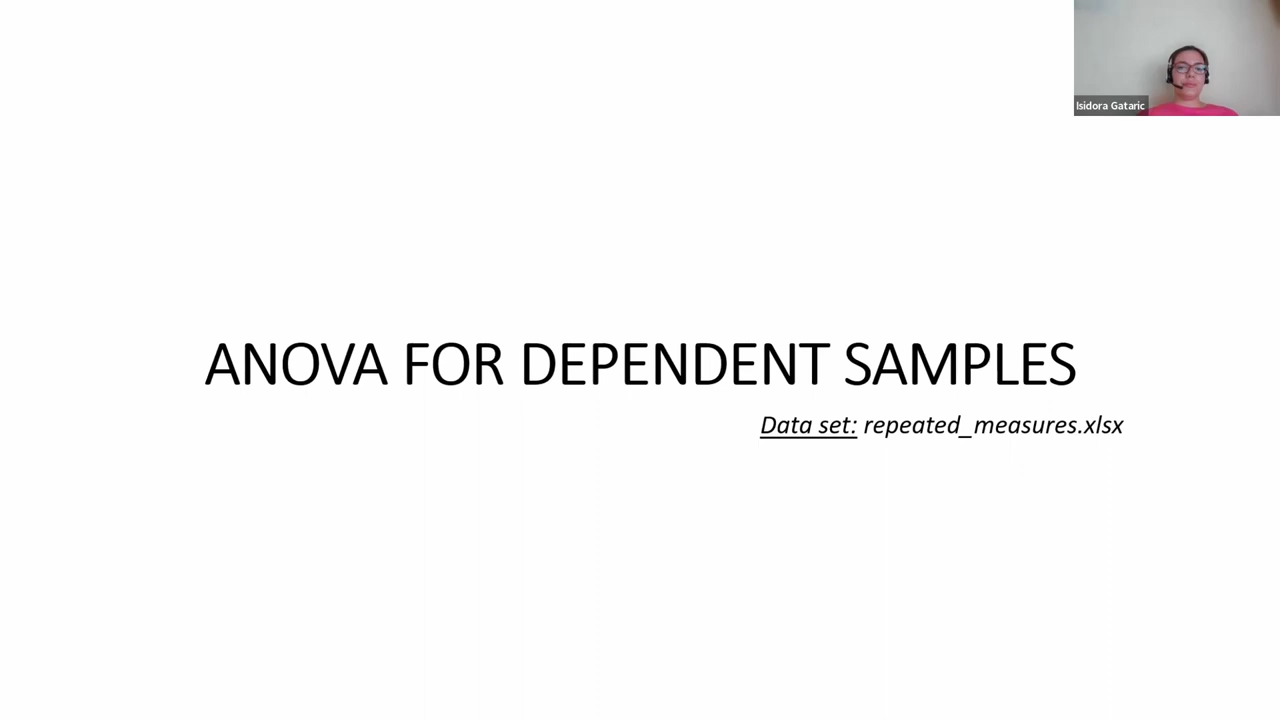 Isidora Gataric
ANOVA FOR DEPENDENT SAMPLES
Data set: repeated_measures.xlsx